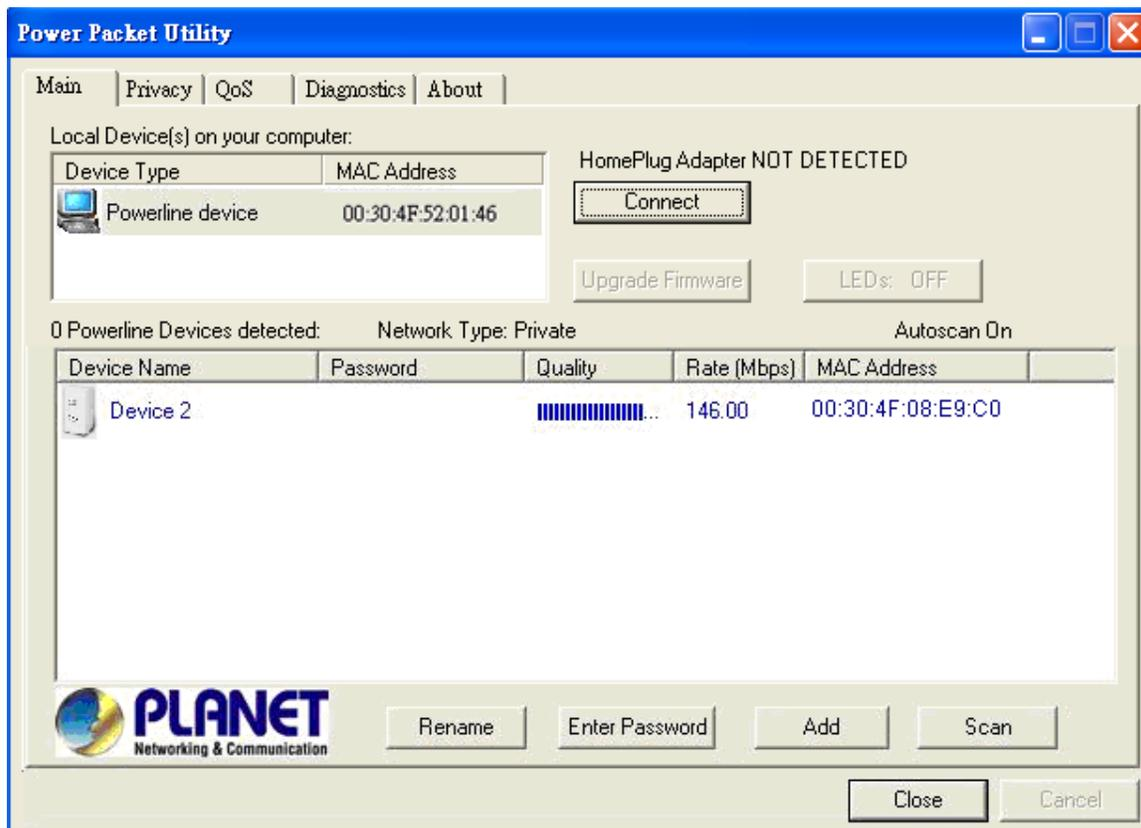 Power Packet Utility
Main Privacy QoS Diagnostics About
Local Device(s) on your computer:
Device Type MAC Address
Powerline device 00:30:4F:52:01:46
HomePlug Adapter NOT DETECTED
Connect
Upgrade Firmware LEDs: OFF
0 Powerline Devices detected: Network Type: Private Autoscan On
Device Name Password Quality Rate (Mbps) MAC Address
Device 2 ... 146.00 00:30:4F:08:E9:C0
PLANET
Networking & Communication
Rename Enter Password Add Scan
Close Cancel